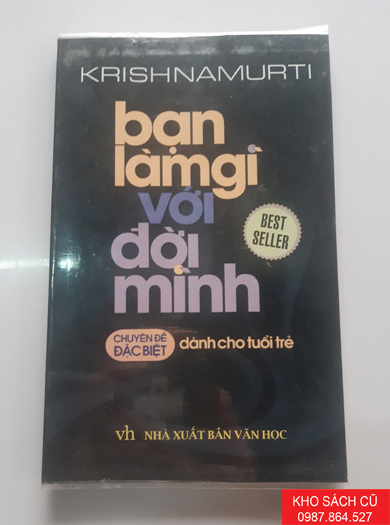 KRISHNAMURTI
bạn
làm gì
với
đời
mình
BEST
SELLER
CHUYÊN ĐỀ
ĐẶC BIỆT
dành cho tuổi trẻ
vh NHÀ XUẤT BẢN VĂN HỌC
KHO SÁCH CŨ
0987.864.527